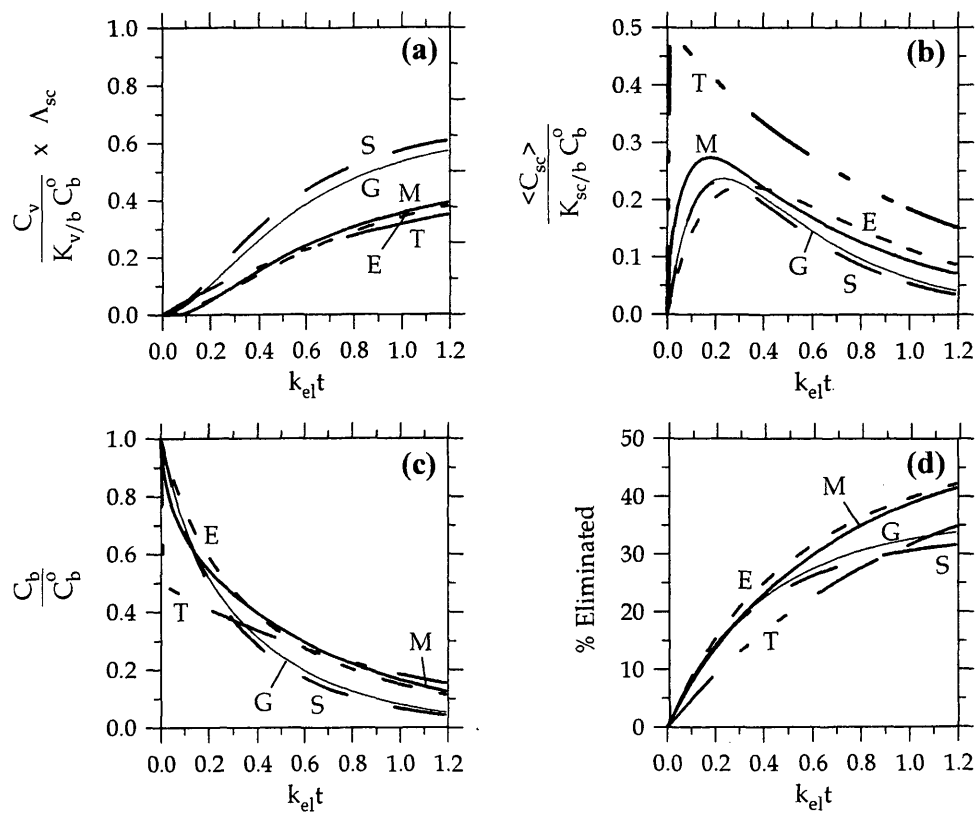 (a)
1.0
0.8
0.6
0.4
0.2
0.0
C_v / K_v/b C_b^o x Λ_sc
S
G
M
T
E
0.0 0.2 0.4 0.6 0.8 1.0 1.2
k_el t
(b)
0.5
0.4
0.3
0.2
0.1
0.0
<C_sc> / K_sc/b C_b^o
T
M
E
G
S
0.0 0.2 0.4 0.6 0.8 1.0 1.2
k_el t
(c)
1.0
0.8
0.6
0.4
0.2
0.0
C_b / C_b^o
E
T
M
G
S
0.0 0.2 0.4 0.6 0.8 1.0 1.2
k_el t
(d)
50
40
30
20
10
0
% Eliminated
M
G
E
S
T
0.0 0.2 0.4 0.6 0.8 1.0 1.2
k_el t